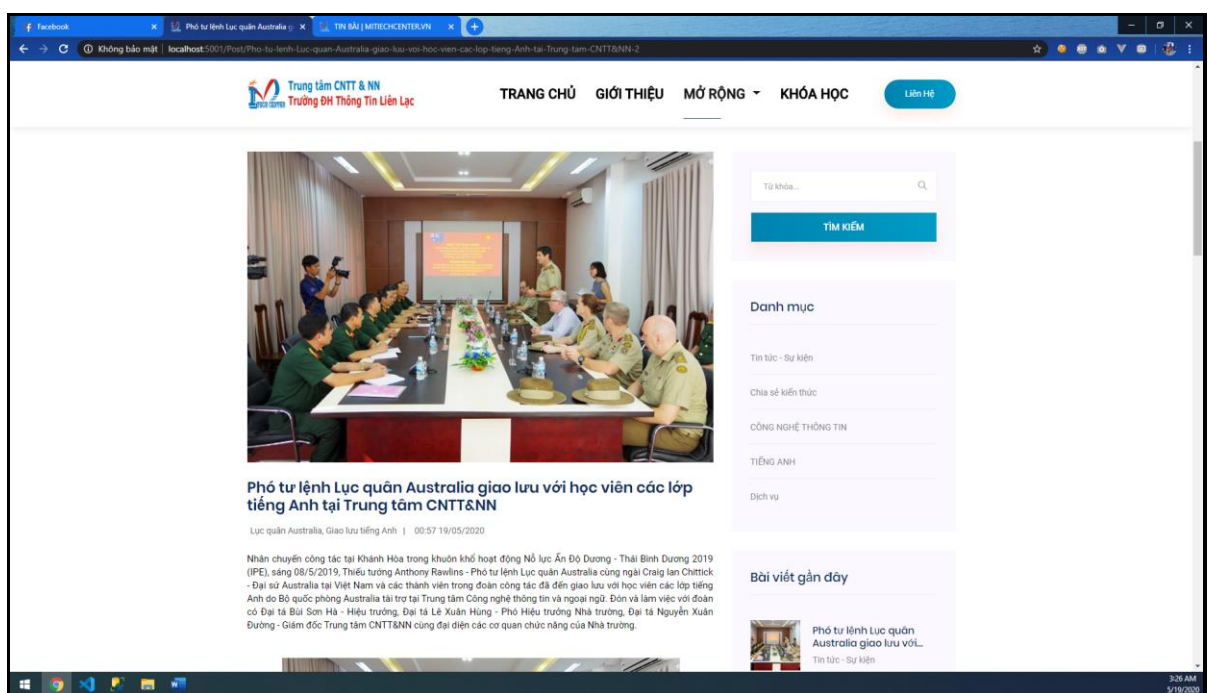 Facebook
Phó tư lệnh Lục quân Australia g
TIN BÀI | MITIECHCENTER.VN
Không bảo mật | localhost:5001/Post/Pho-tu-lenh-Luc-quan-Australia-giao-luu-voi-hoc-vien-cac-lop-tieng-Anh-tai-Trung-tam-CNTT&NN-2
Trung tâm CNTT & NN
Trường ĐH Thông Tin Liên Lạc
TRANG CHỦ GIỚI THIỆU MỞ RỘNG KHÓA HỌC Liên Hệ
Từ khóa...
TÌM KIẾM
Danh mục
Tin tức - Sự kiện
Chia sẻ kiến thức
CÔNG NGHỆ THÔNG TIN
TIẾNG ANH
Dịch vụ
Phó tư lệnh Lục quân Australia giao lưu với học viên các lớp
tiếng Anh tại Trung tâm CNTT&NN
Lục quân Australia, Giao lưu tiếng Anh | 00:57 19/05/2020
Nhân chuyến công tác tại Khánh Hòa trong khuôn khổ hoạt động Nỗ lực Ấn Độ Dương - Thái Bình Dương 2019
(IPE), sáng 08/5/2019, Thiếu tướng Anthony Rawlins - Phó tư lệnh Lục quân Australia cùng ngài Craig Ian Chittick
- Đại sứ Australia tại Việt Nam và các thành viên trong đoàn công tác đã đến giao lưu với học viên các lớp tiếng
Anh do Bộ quốc phòng Australia tài trợ tại Trung tâm Công nghệ thông tin và ngoại ngữ. Đón và làm việc với đoàn
có Đại tá Bùi Sơn Hà - Hiệu trưởng, Đại tá Lê Xuân Hùng - Phó Hiệu trưởng Nhà trường, Đại tá Nguyễn Xuân
Đường - Giám đốc Trung tâm CNTT&NN cùng đại diện các cơ quan chức năng của Nhà trường.
Bài viết gần đây
Phó tư lệnh Lục quân
Australia giao lưu với...
Tin tức - Sự kiện
3:26 AM
5/19/2020